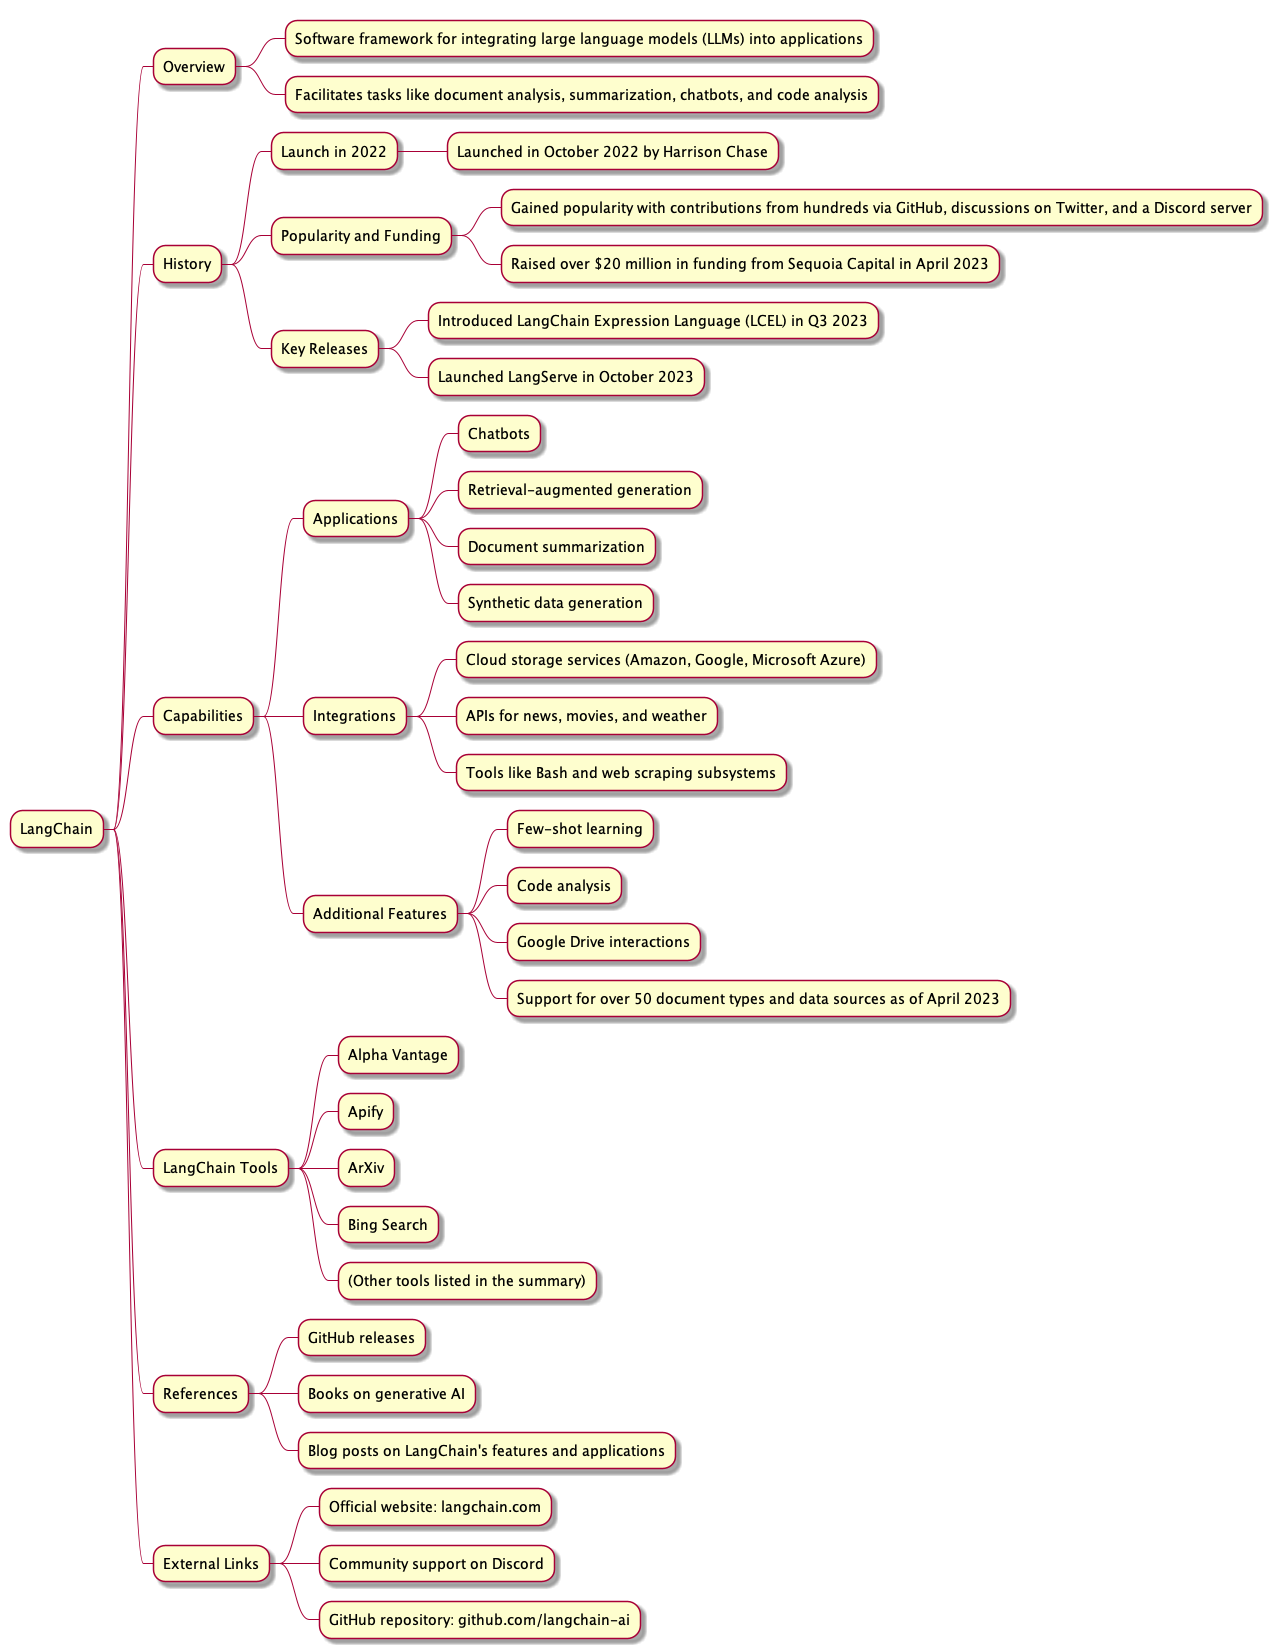 LangChain
Overview
Software framework for integrating large language models (LLMs) into applications
Facilitates tasks like document analysis, summarization, chatbots, and code analysis
History
Launch in 2022
Launched in October 2022 by Harrison Chase
Popularity and Funding
Gained popularity with contributions from hundreds via GitHub, discussions on Twitter, and a Discord server
Raised over $20 million in funding from Sequoia Capital in April 2023
Key Releases
Introduced LangChain Expression Language (LCEL) in Q3 2023
Launched LangServe in October 2023
Capabilities
Applications
Chatbots
Retrieval-augmented generation
Document summarization
Synthetic data generation
Integrations
Cloud storage services (Amazon, Google, Microsoft Azure)
APIs for news, movies, and weather
Tools like Bash and web scraping subsystems
Additional Features
Few-shot learning
Code analysis
Google Drive interactions
Support for over 50 document types and data sources as of April 2023
LangChain Tools
Alpha Vantage
Apify
ArXiv
Bing Search
(Other tools listed in the summary)
References
GitHub releases
Books on generative AI
Blog posts on LangChain's features and applications
External Links
Official website: langchain.com
Community support on Discord
GitHub repository: github.com/langchain-ai